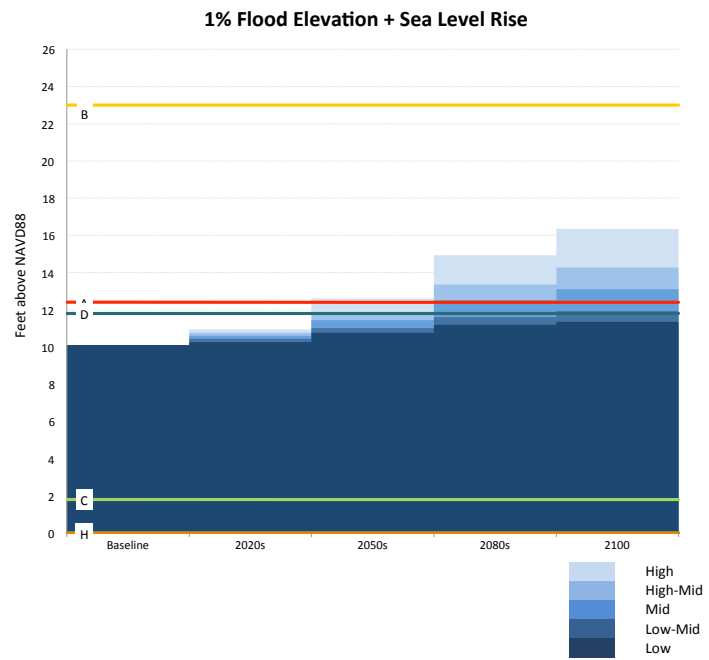 1% Flood Elevation + Sea Level Rise
Feet above NAVD88
26
24
22
20
18
16
14
12
10
8
6
4
2
0
B
A
D
C
H
Baseline 2020s 2050s 2080s 2100
High
High-Mid
Mid
Low-Mid
Low